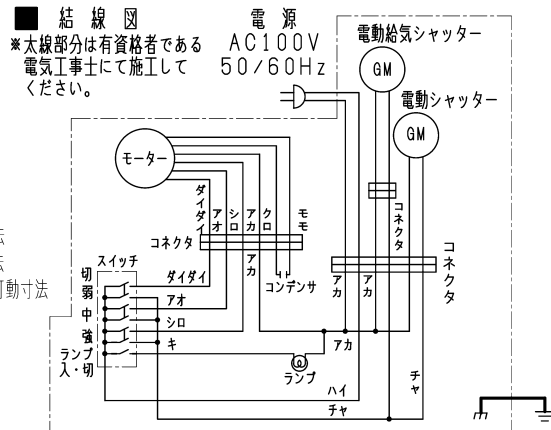 ■ 結線図
※太線部分は有資格者である
電気工事士にて施工して
ください。
電源
AC100V
50/60Hz
電動給気シャッター
GM
電動シャッター
GM
モーター
ダイダイ
アオ
シロ
アカ
クロ
モモ
コネクタ
コネクタ
コネクタ
アカ
コンデンサ
アカ
アカ
スイッチ
切
弱
中
強
ランプ
入・切
ダイダイ
アオ
シロ
キ
アカ
ランプ
ハイ
チャ
チャ
法
法
可動寸法